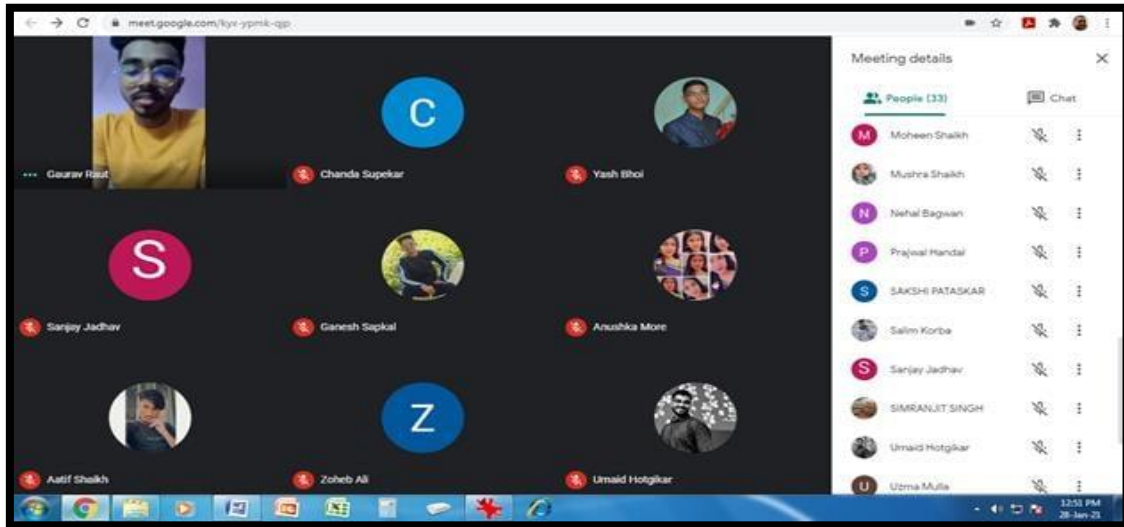 meet.google.com/kyx-ypmk-qjp
Meeting details
People (33)
Chat
Gaurav Raut
C
Chanda Supekar
Yash Bhoi
S
Sanjay Jadhav
Ganesh Sapkal
Anushka More
Aatif Shaikh
Z
Zoheb Ali
Umaid Hotgikar
M Moheen Shaikh
Mushra Shaikh
N Nehal Bagwan
P Prajwal Handal
S SAKSHI PATASKAR
Salim Korba
S Sanjay Jadhav
SIMRANJIT SINGH
Umaid Hotgikar
U Uzma Mulla
12:51 PM
28-Jan-21